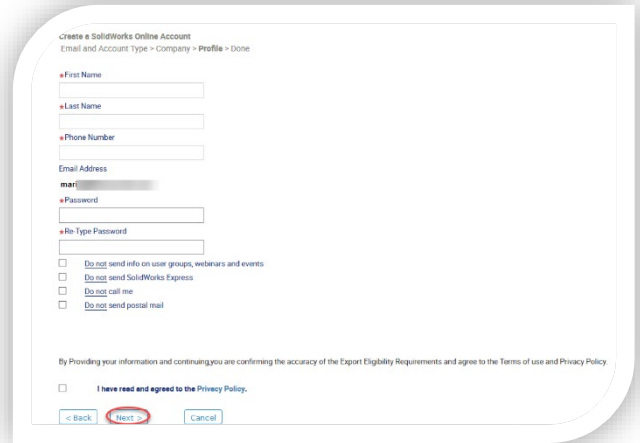 Create a SolidWorks Online Account
Email and Account Type > Company > Profile > Done
*First Name
*Last Name
*Phone Number
Email Address
mari
*Password
*Re-Type Password
Do not send info on user groups, webinars and events
Do not send SolidWorks Express
Do not call me
Do not send postal mail
By Providing your information and continuing,you are confirming the accuracy of the Export Eligibility Requirements and agree to the Terms of use and Privacy Policy.
I have read and agreed to the Privacy Policy.
< Back Next > Cancel